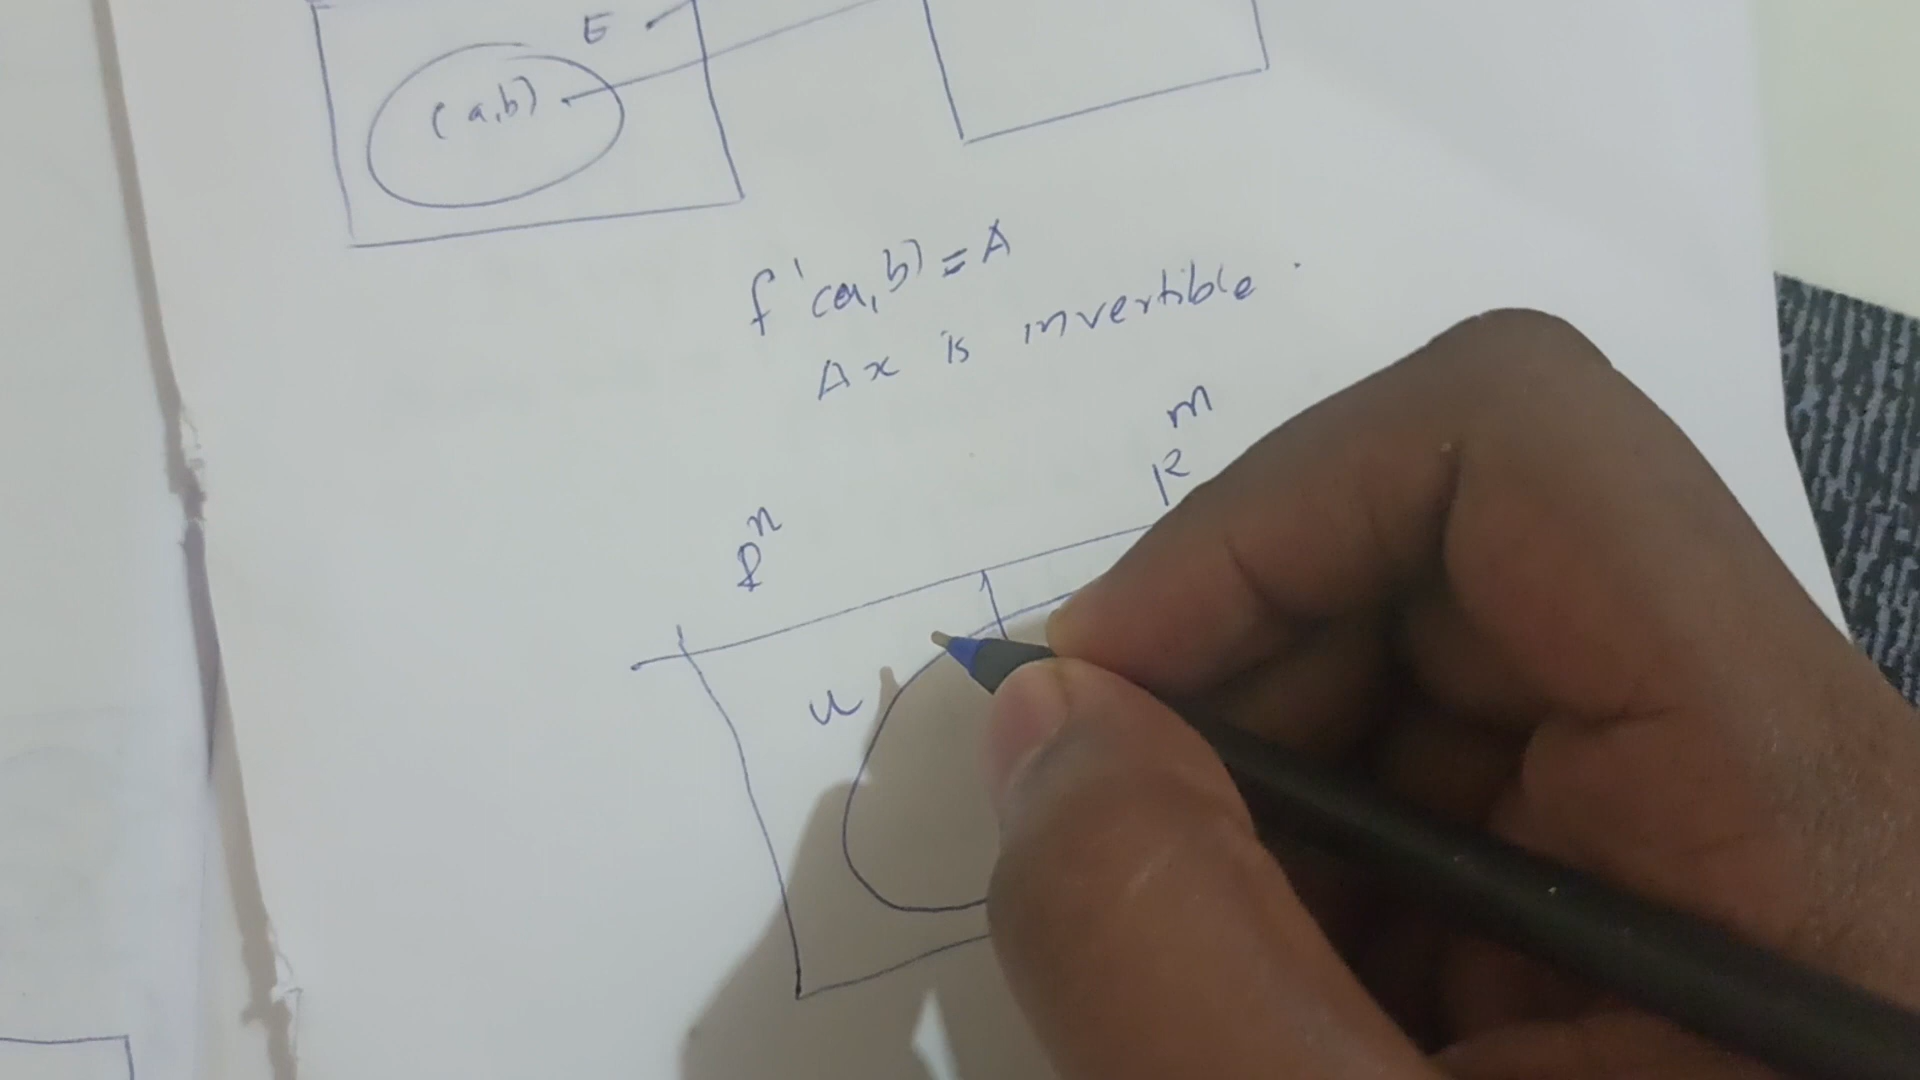 E
(a,b)
f'(a,b) = A
Ax is invertible.
R^n R^m
U